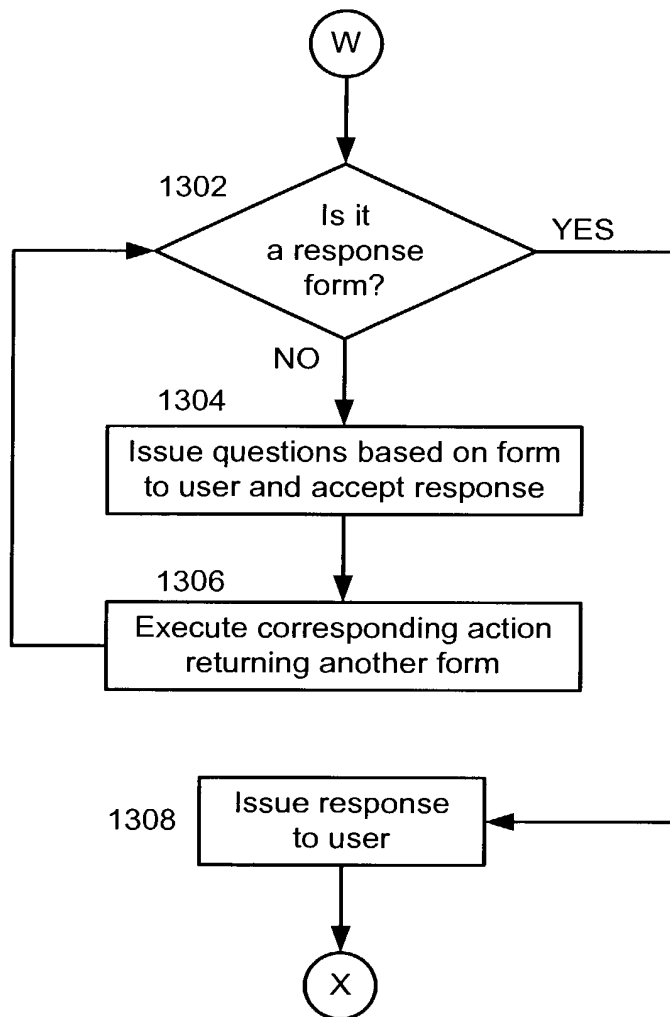 W
1302
Is it
a response
form?
YES
NO
1304
Issue questions based on form
to user and accept response
1306
Execute corresponding action
returning another form
1308
Issue response
to user
X